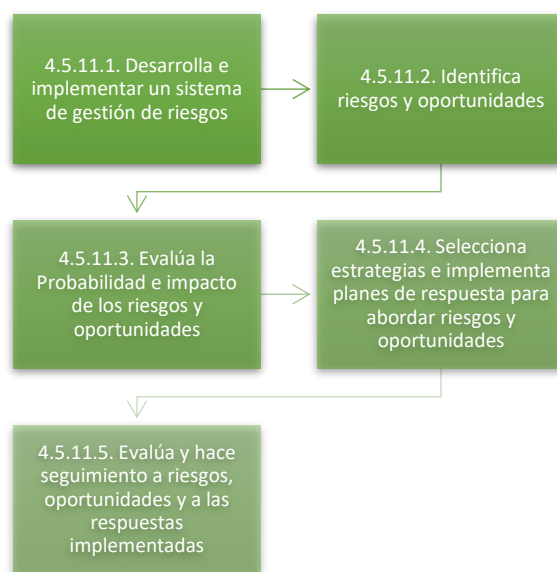 4.5.11.1. Desarrolla e
implementar un sistema
de gestión de riesgos
4.5.11.2. Identifica
riesgos y oportunidades
4.5.11.3. Evalúa la
Probabilidad e impacto
de los riesgos y
oportunidades
4.5.11.4. Selecciona
estrategias e implementa
planes de respuesta para
abordar riesgos y
oportunidades
4.5.11.5. Evalúa y hace
seguimiento a riesgos,
oportunidades y a las
respuestas
implementadas